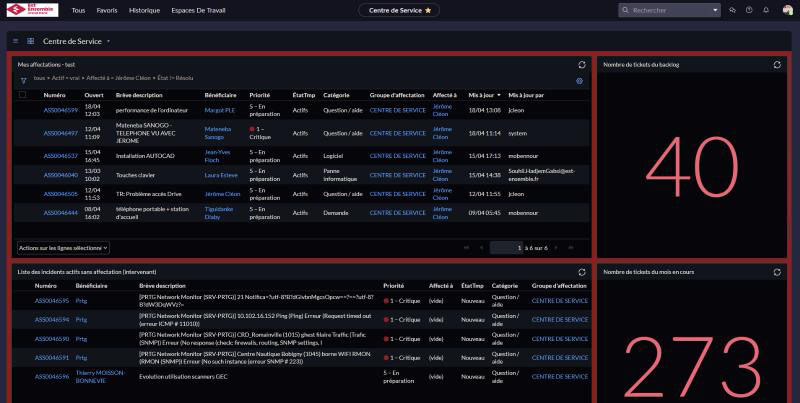 Est Ensemble
Tous Favoris Historique Espaces De Travail
Centre de Service
Rechercher
Centre de Service
Mes affectations - test
tous > Actif = vrai > Affecté à = Jérôme Cléon > État != Résolu
Numéro Ouvert Brève description Bénéficiaire Priorité ÉtatTmp Catégorie Groupe d'affectation Affecté à Mis à jour Mis à jour par
ASS0046599 18/04 12:03 performance de l'ordinateur Margot PLE 5 – En préparation Actifs Question / aide CENTRE DE SERVICE Jérôme Cléon 18/04 13:08 jcleon
ASS0046497 12/04 11:09 Mateneba SANOGO - TELEPHONE VU AVEC JEROME Mateneba Sanogo 1 – Critique Actifs Question / aide CENTRE DE SERVICE Jérôme Cléon 18/04 11:14 system
ASS0046537 15/04 16:45 Installation AUTOCAD Jean-Yves Floch 5 – En préparation Actifs Logiciel CENTRE DE SERVICE Jérôme Cléon 15/04 17:13 mobennour
ASS0046040 13/03 10:02 Touches clavier Laura Esteve 5 – En préparation Actifs Panne informatique CENTRE DE SERVICE Jérôme Cléon 15/04 14:38 Souhil.HadjemGabsi@est-ensemble.fr
ASS0046505 12/04 11:53 TR: Problème accès Drive Jérôme Cléon 5 – En préparation Actifs Question / aide CENTRE DE SERVICE Jérôme Cléon 12/04 11:55 jcleon
ASS0046444 08/04 16:02 téléphone portable + station d'accueil Tiguidanke Diaby 5 – En préparation Actifs Demande CENTRE DE SERVICE Jérôme Cléon 09/04 05:45 mobennour
Actions sur les lignes sélectionné 1 à 6 sur 6
Nombre de tickets du backlog
40
Liste des incidents actifs sans affectation (intervenant)
Numéro Bénéficiaire Brève description Priorité Affecté à ÉtatTmp Catégorie Groupe d'affectation
ASS0046595 Prtg [PRTG Network Monitor (SRV-PRTG)] 21 1 – Critique (vide) Nouveau Question / aide CENTRE DE SERVICE
ASS0046594 Prtg [PRTG Network Monitor (SRV-PRTG)] 10.102.16.152 Ping (Ping) Erreur (Request timed out (erreur ICMP # 11010)) 1 – Critique (vide) Nouveau Question / aide CENTRE DE SERVICE
ASS0046590 Prtg [PRTG Network Monitor (SRV-PRTG)] CRD_Romainville (1015) ghost filaire Traffic (Trafic (SNMP)) Erreur (No response (check: firewalls, routing, SNMP settings, I 1 – Critique (vide) Nouveau Question / aide CENTRE DE SERVICE
ASS0046591 Prtg [PRTG Network Monitor (SRV-PRTG)] Centre Nautique Bobigny (1045) borne WIFI RMON (RMON (SNMP)) Erreur (No such instance (erreur SNMP # 223)) 1 – Critique (vide) Nouveau Question / aide CENTRE DE SERVICE
ASS0046596 Thierry MOISSON-BONNEVIE Evolution utilisation scanners GEC 5 – En préparation (vide) Nouveau Question / aide CENTRE DE SERVICE
Nombre de tickets du mois en cours
273